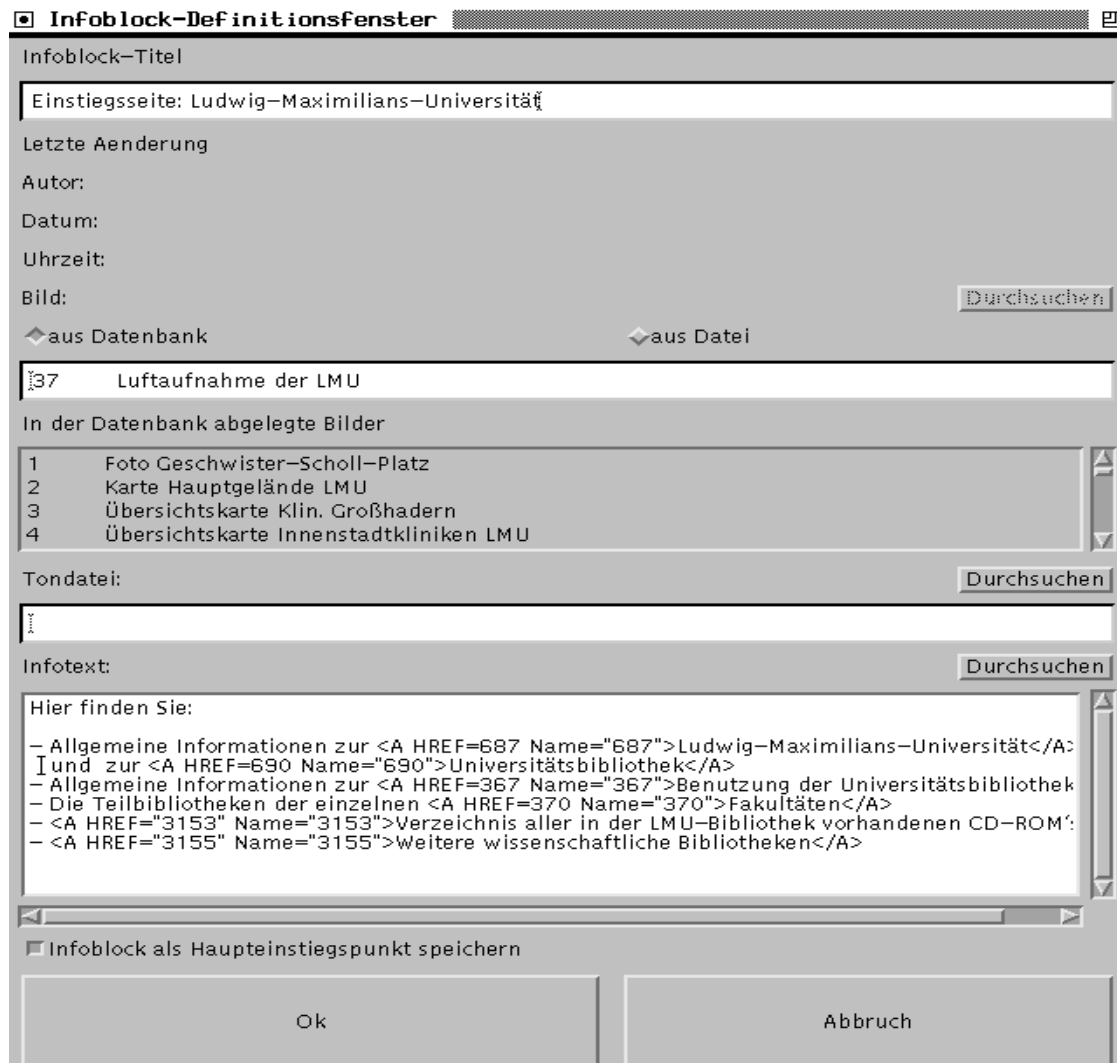 Infoblock-Definitionsfenster
Infoblock-Titel
Einstiegsseite: Ludwig-Maximilians-Universität
Letzte Aenderung
Autor:
Datum:
Uhrzeit:
Bild: Durchsuchen
aus Datenbank aus Datei
37 Luftaufnahme der LMU
In der Datenbank abgelegte Bilder
1 Foto Geschwister-Scholl-Platz
2 Karte Hauptgelände LMU
3 Übersichtskarte Klin. Großhadern
4 Übersichtskarte Innenstadtkliniken LMU
Tondatei: Durchsuchen
Infotext: Durchsuchen
Hier finden Sie:
- Allgemeine Informationen zur <A HREF=687 Name="687">Ludwig-Maximilians-Universität</A>
und zur <A HREF=690 Name="690">Universitätsbibliothek</A>
- Allgemeine Informationen zur <A HREF=367 Name="367">Benutzung der Universitätsbibliothek
- Die Teilbibliotheken der einzelnen <A HREF=370 Name="370">Fakultäten</A>
- <A HREF="3153" Name="3153">Verzeichnis aller in der LMU-Bibliothek vorhandenen CD-ROM's
- <A HREF="3155" Name="3155">Weitere wissenschaftliche Bibliotheken</A>
Infoblock als Haupteinstiegspunkt speichern
Ok Abbruch